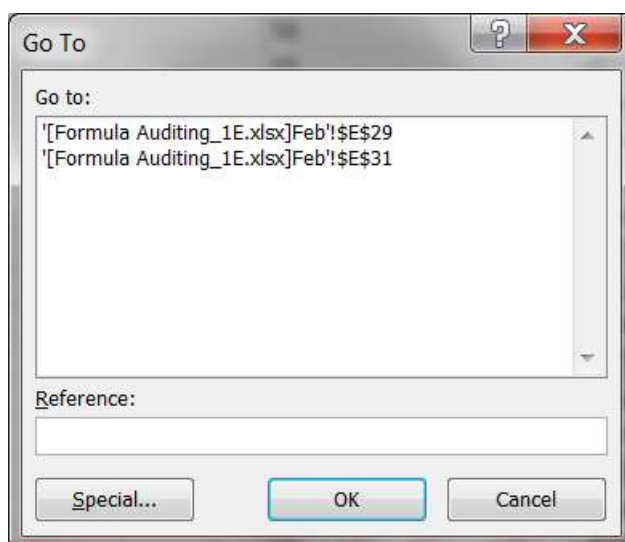 Go To
Go to:
'[Formula Auditing_1E.xlsx]Feb'!$E$29
'[Formula Auditing_1E.xlsx]Feb'!$E$31
Reference:
Special...
OK
Cancel